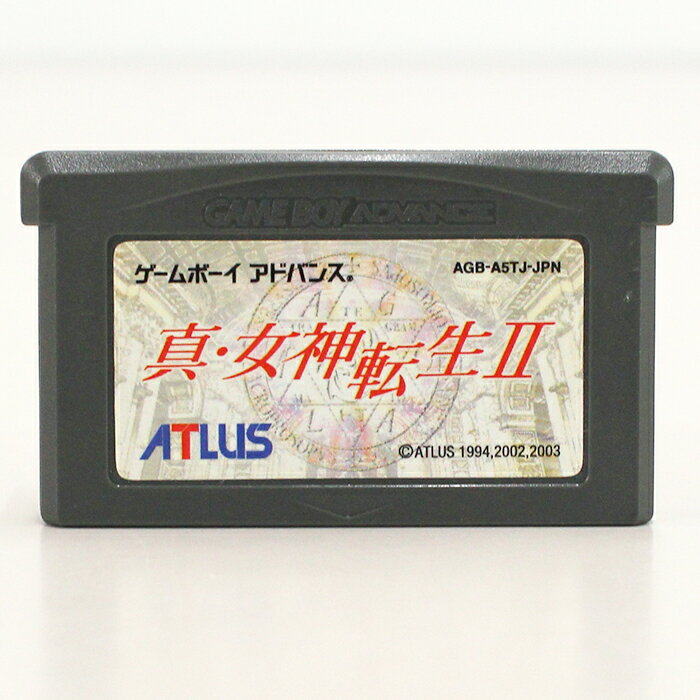 GAME BOY ADVANCE
ゲームボーイ アドバンス®
AGB-A5TJ-JPN
真・女神転生II
ATLUS
©ATLUS 1994,2002,2003